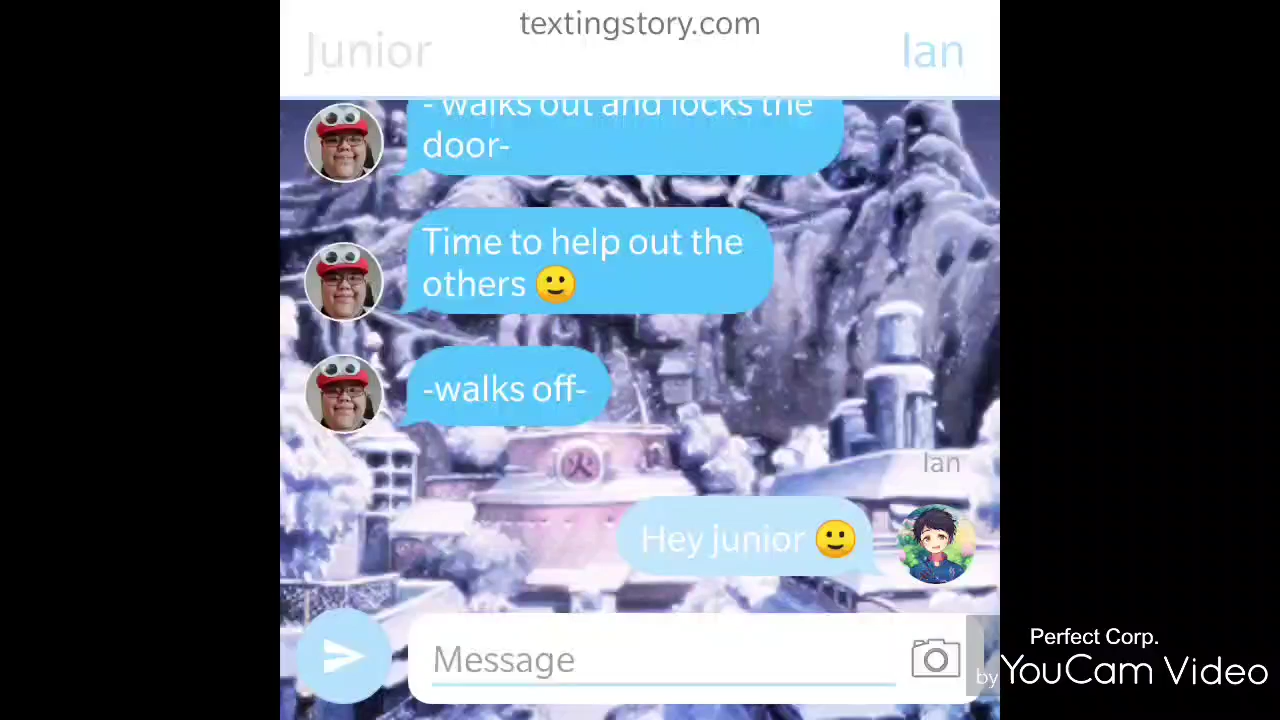 textingstory.com
Junior
Ian
- walks out and locks the
door-
Time to help out the
others 🙂
-walks off-
火
Ian
Hey junior 🙂
Message
Perfect Corp.
by YouCam Video